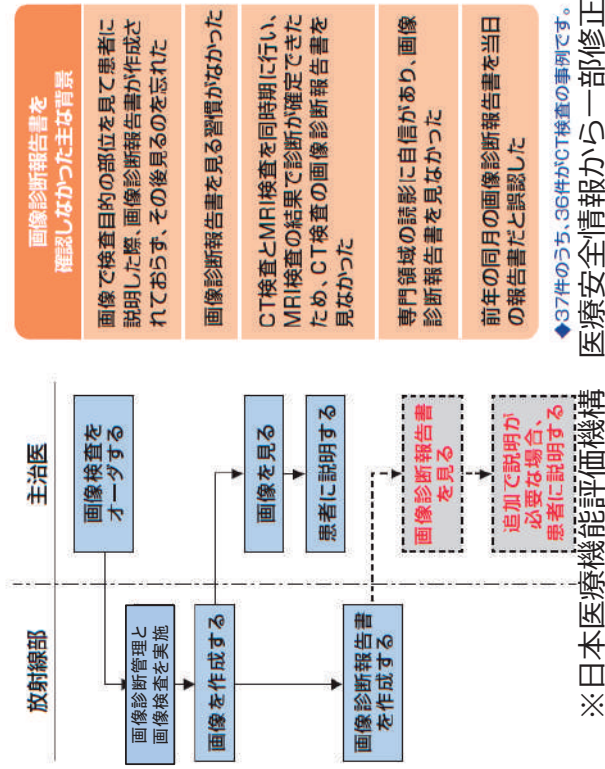 放射線部
主治医
画像検査を
オーダする
画像診断管理と
画像検査を実施
画像を作成する
画像を見る
患者に説明する
画像診断報告書
を作成する
画像診断報告書
を見る
追加で説明が
必要な場合、
患者に説明する
画像診断報告書を
確認しなかった主な背景
画像で検査目的の部位を見て患者に
説明した際、画像診断報告書が作成さ
れておらず、その後見るのを忘れた
画像診断報告書を見る習慣がなかった
CT検査とMRI検査を同時期に行い、
MRI検査の結果で診断が確定できた
ため、CT検査の画像診断報告書を
見なかった
専門領域の読影に自信があり、画像
診断報告書を見なかった
前年の同月の画像診断報告書を当日
の報告書だと誤認した
◆37件のうち、36件がCT検査の事例です。
※日本医療機能評価機構 医療安全情報から一部修正